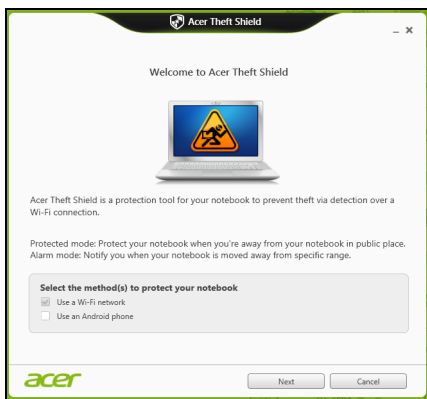 Acer Theft Shield
Welcome to Acer Theft Shield
Acer Theft Shield is a protection tool for your notebook to prevent theft via detection over a
Wi-Fi connection.
Protected mode: Protect your notebook when you're away from your notebook in public place.
Alarm mode: Notify you when your notebook is moved away from specific range.
Select the method(s) to protect your notebook
Use a Wi-Fi network
Use an Android phone
acer
Next
Cancel